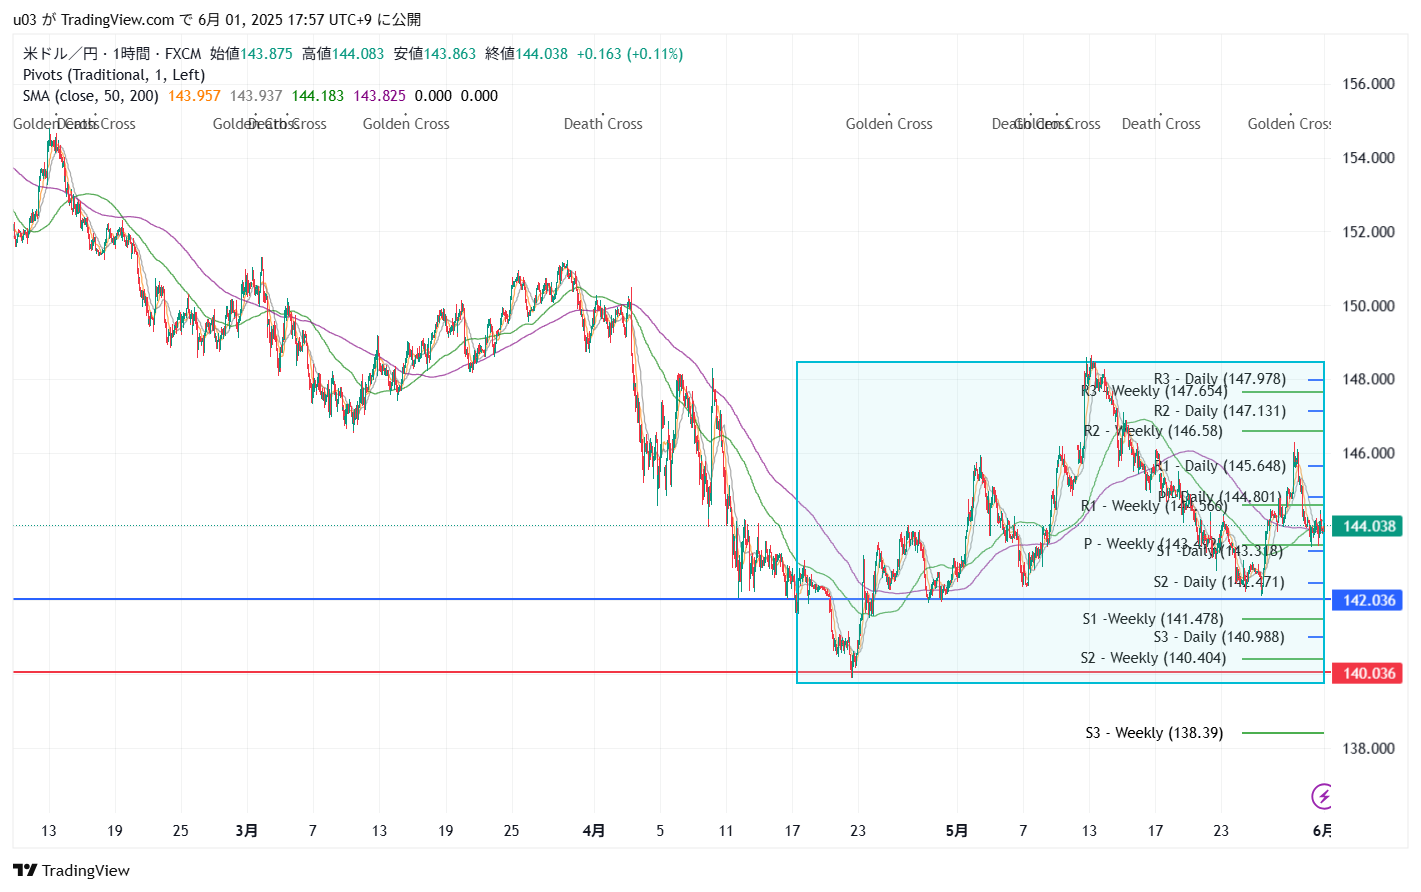 u03 が TradingView.com で 6月 01, 2025 17:57 UTC+9 に公開
米ドル／円・1時間・FXCM 始値143.875 高値144.083 安値143.863 終値144.038 +0.163 (+0.11%)
Pivots (Traditional, 1, Left)
SMA (close, 50, 200) 143.957 143.937 144.183 143.825 0.000 0.000
Golden Cross Death Cross Golden Cross Death Cross Golden Cross Death Cross Golden Cross Death Cross Golden Cross Death Cross Golden Cross
156.000
154.000
152.000
150.000
148.000
146.000
144.038
142.036
140.036
138.000
R3 - Daily (147.978)
R3 - Weekly (147.654)
R2 - Daily (147.131)
R2 - Weekly (146.58)
R1 - Daily (145.648)
P - Daily (144.801)
R1 - Weekly (144.566)
P - Weekly
S1 - Daily (143.318)
S2 - Daily (142.471)
S1 -Weekly (141.478)
S3 - Daily (140.988)
S2 - Weekly (140.404)
S3 - Weekly (138.39)
13 19 25 3月 7 13 19 25 4月 5 11 17 23 5月 7 13 17 23 6月
TradingView